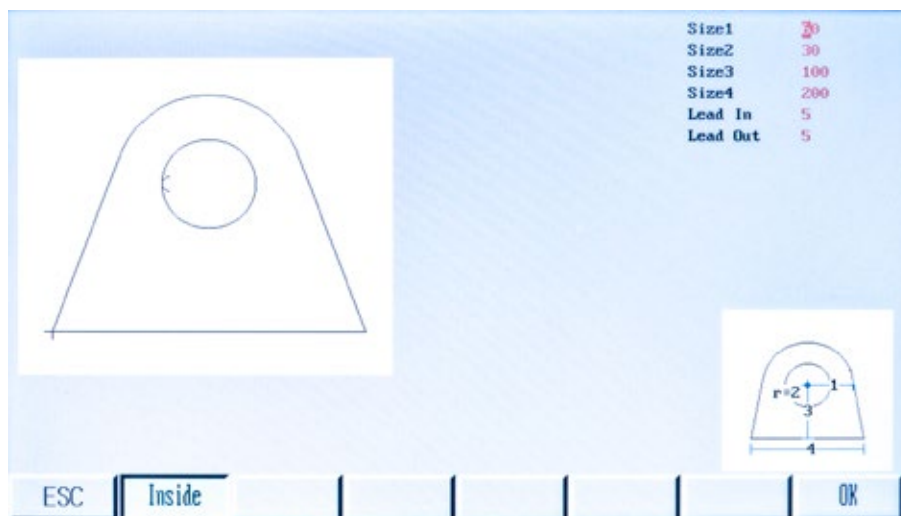 Size1
Size2 30
Size3 100
Size4 200
Lead In 5
Lead Out 5
r=2
1
3
4
ESC Inside OK